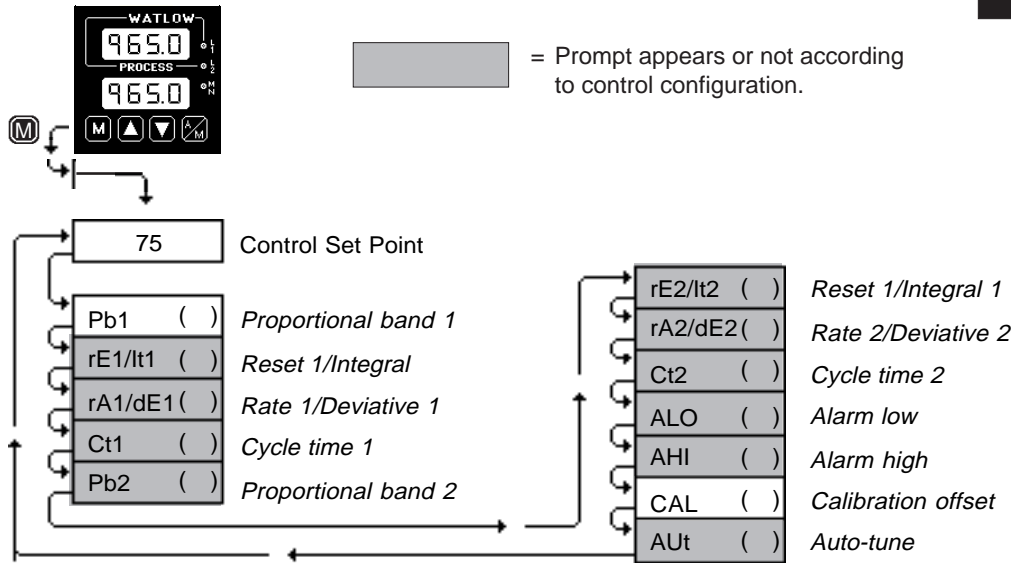 WATLOW
965.0
L1
PROCESS
L2
965.0
MN
M
M A/M
= Prompt appears or not according
to control configuration.
75 Control Set Point
Pb1 ( ) Proportional band 1
rE1/It1 ( ) Reset 1/Integral
rA1/dE1 ( ) Rate 1/Deviative 1
Ct1 ( ) Cycle time 1
Pb2 ( ) Proportional band 2
rE2/It2 ( ) Reset 1/Integral 1
rA2/dE2 ( ) Rate 2/Deviative 2
Ct2 ( ) Cycle time 2
ALO ( ) Alarm low
AHI ( ) Alarm high
CAL ( ) Calibration offset
AUt ( ) Auto-tune